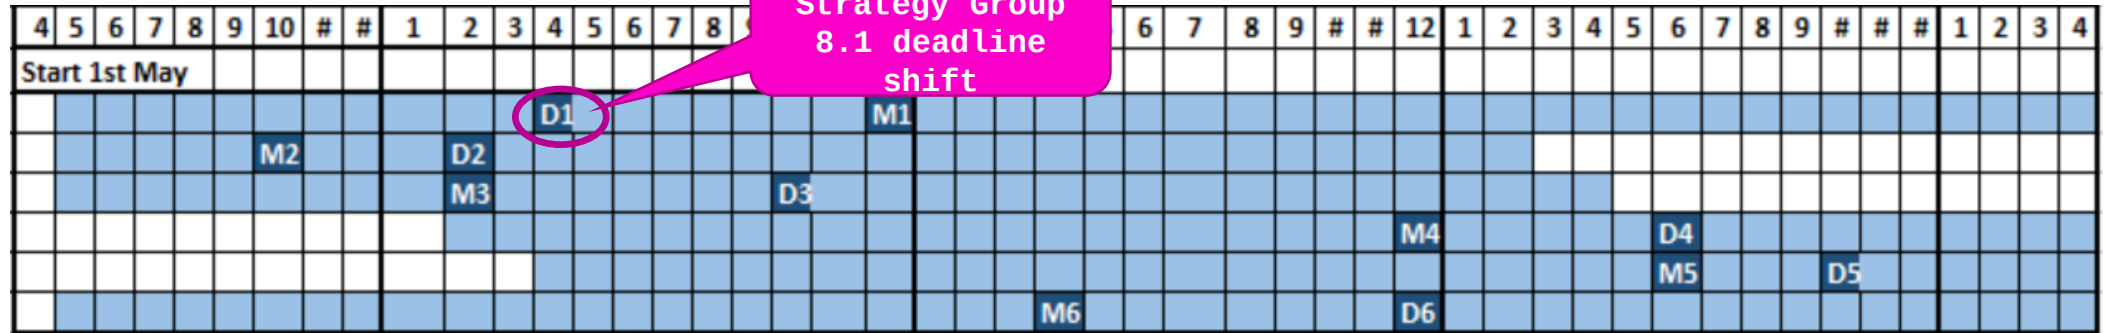 4 5 6 7 8 9 10 # # 1 2 3 4 5 6 7 8 6 7 8 9 # # 12 1 2 3 4 5 6 7 8 9 # # # 1 2 3 4
Strategy Group
8.1 deadline
shift
Start 1st May
D1 M1
M2 D2
M3 D3
M4 D4
M5 D5
M6 D6